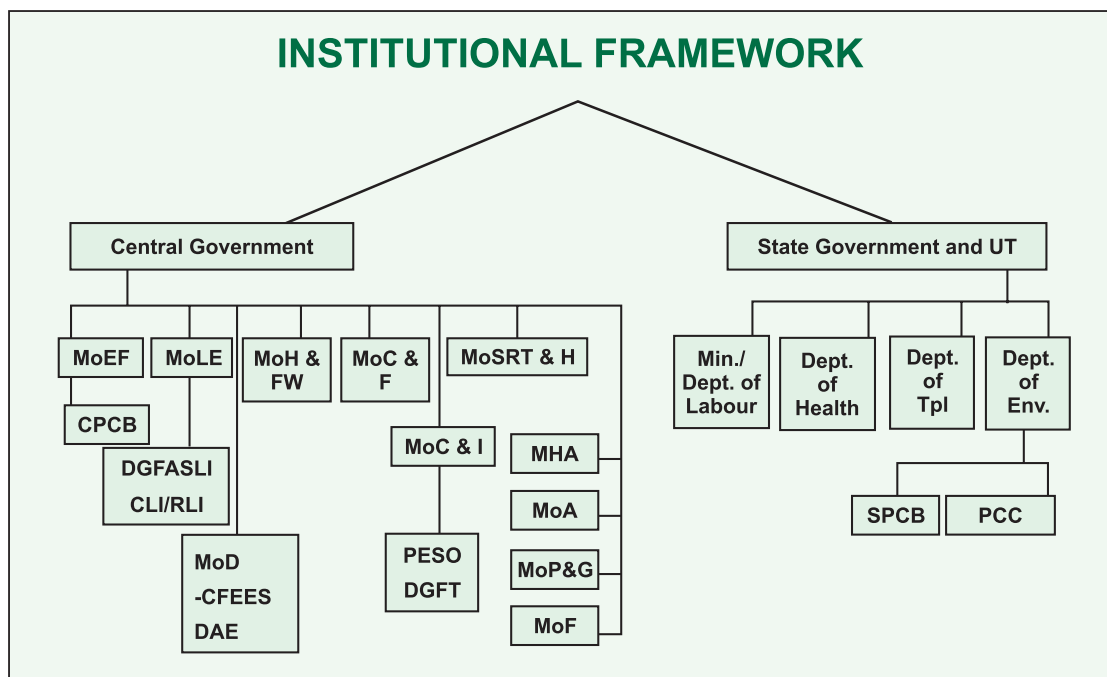 INSTITUTIONAL FRAMEWORK
Central Government
State Government and UT
MoEF
MoLE
MoH &
FW
MoC &
F
MoSRT & H
CPCB
DGFASLI
CLI/RLI
MoD
-CFEES
DAE
MoC & I
PESO
DGFT
MHA
MoA
MoP&G
MoF
Min./
Dept. of
Labour
Dept.
of
Health
Dept.
of
Tpl
Dept.
of
Env.
SPCB
PCC